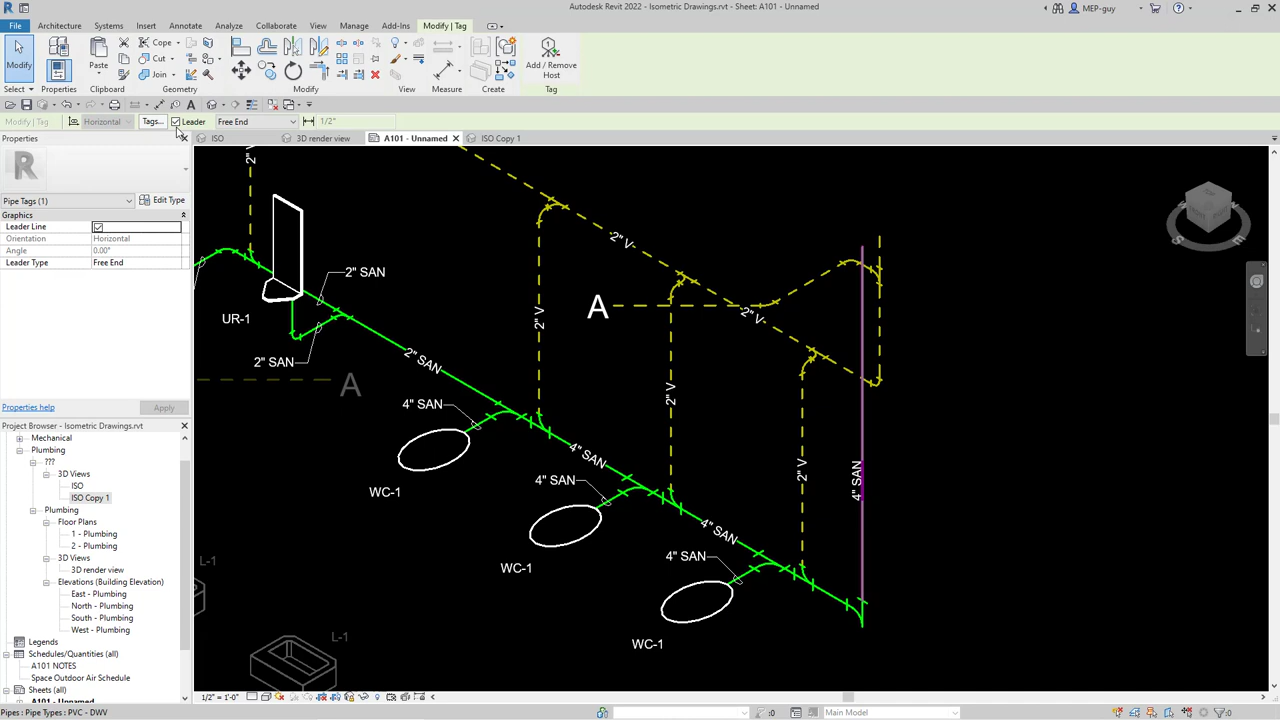 Autodesk Revit 2022 - Isometric Drawings.rvt - Sheet: A101 - Unnamed
MEP-guy
File Architecture Systems Insert Annotate Analyze Collaborate View Manage Add-Ins Modify | Tag
Modify Properties Paste Cope Cut Join Add / Remove Host
Select Properties Clipboard Geometry Modify View Measure Create Tag
Modify | Tag Horizontal Tags... Leader Free End 1/2"
Properties ISO 3D render view A101 - Unnamed ISO Copy 1
Pipe Tags (1) Edit Type
Graphics
Leader Line
Orientation Horizontal
Angle 0.00°
Leader Type Free End
Properties help Apply
Project Browser - Isometric Drawings.rvt
Mechanical
Plumbing
???
3D Views
ISO
ISO Copy 1
Plumbing
Floor Plans
1 - Plumbing
2 - Plumbing
3D Views
3D render view
Elevations (Building Elevation)
East - Plumbing
North - Plumbing
South - Plumbing
West - Plumbing
Legends
Schedules/Quantities (all)
A101 NOTES
Space Outdoor Air Schedule
Sheets (all)
A101 - Unnamed
2" V
2" V
2" SAN
A
2" V
UR-1
2" V
2" SAN
2" SAN
A
2" V
4" SAN
4" SAN
2" V
4" SAN
4" SAN
WC-1
4" SAN
4" SAN
WC-1
L-1
WC-1
L-1
1/2" = 1'-0"
Pipes : Pipe Types : PVC - DWV :0 Main Model :0